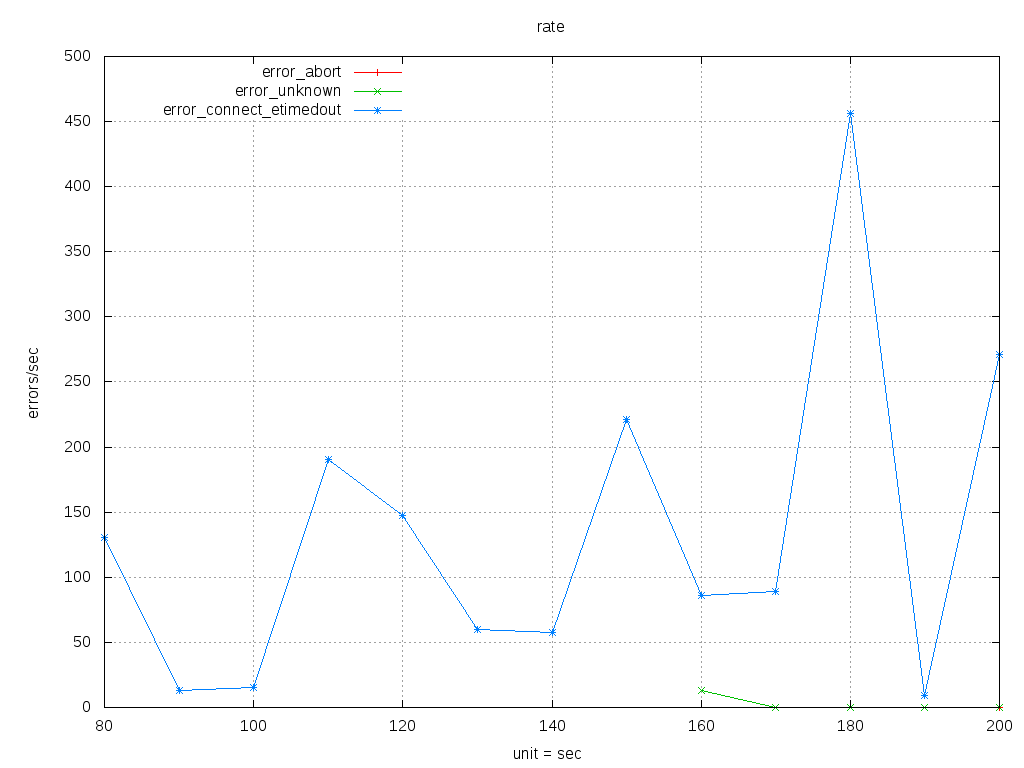 rate
500
450
400
350
300
250
200
150
100
50
0
errors/sec
error_abort
error_unknown
error_connect_etimedout
80 100 120 140 160 180 200
unit = sec